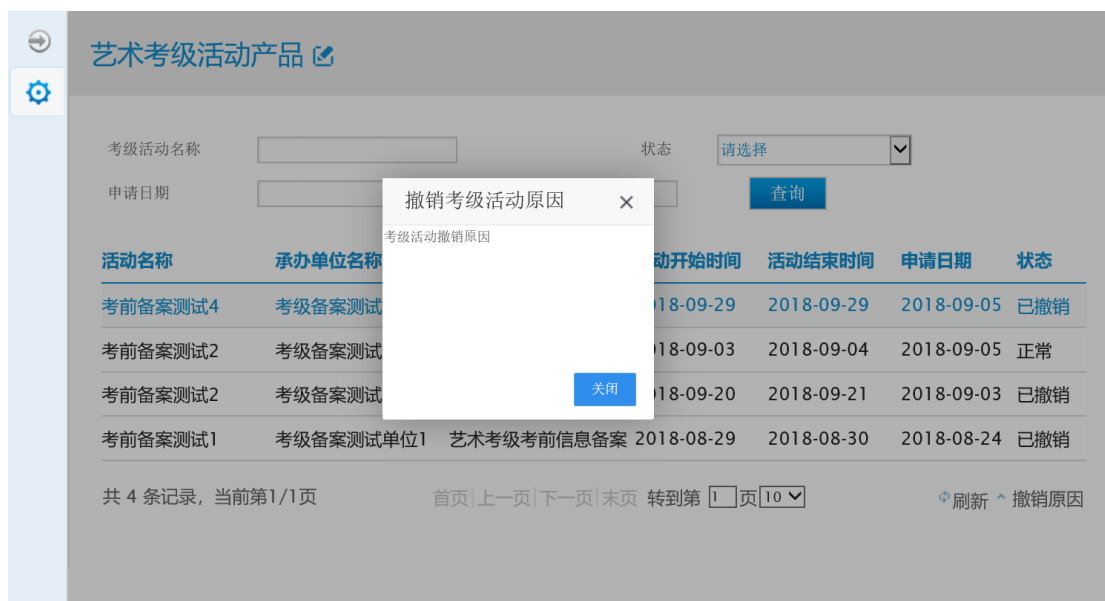 艺术考级活动产品
考级活动名称 状态 请选择
申请日期 查询
撤销考级活动原因 ×
考级活动撤销原因
关闭
活动名称 承办单位名称 动开始时间 活动结束时间 申请日期 状态
考前备案测试4 考级备案测试 18-09-29 2018-09-29 2018-09-05 已撤销
考前备案测试2 考级备案测试 18-09-03 2018-09-04 2018-09-05 正常
考前备案测试2 考级备案测试 18-09-20 2018-09-21 2018-09-03 已撤销
考前备案测试1 考级备案测试单位1 艺术考级考前信息备案 2018-08-29 2018-08-30 2018-08-24 已撤销
共 4 条记录，当前第1/1页 首页|上一页|下一页|末页 转到第 1 页 10 刷新 ^ 撤销原因